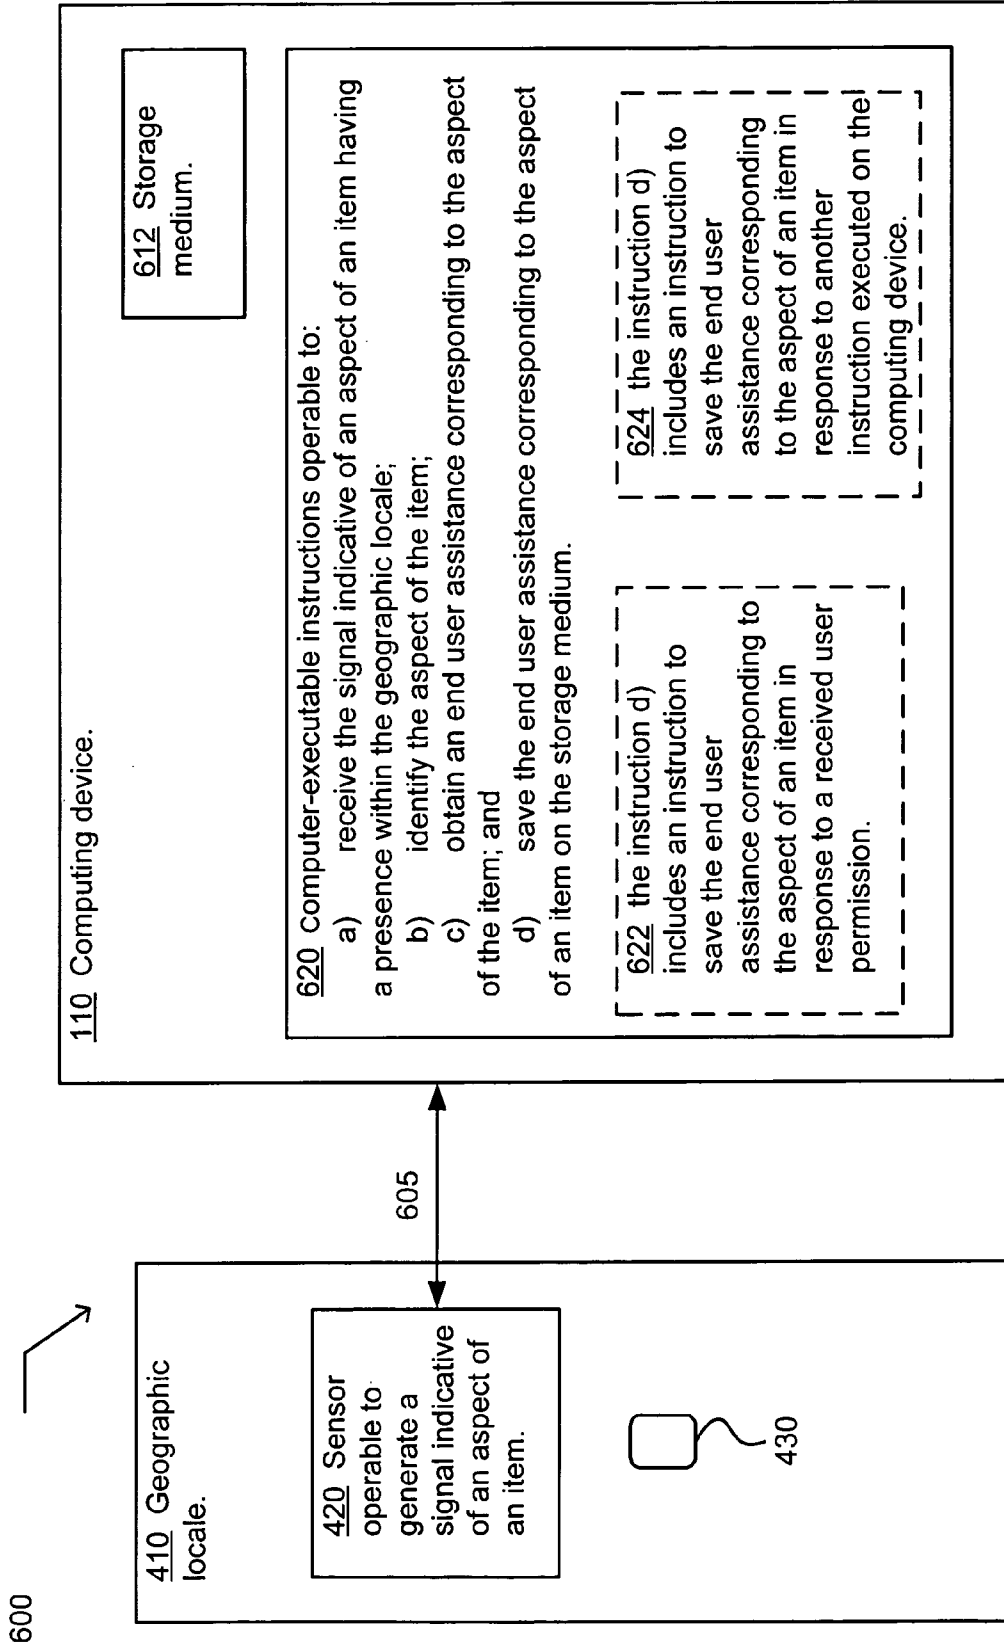 600
410 Geographic
locale.
420 Sensor
operable to
generate a
signal indicative
of an aspect of
an item.
430
605
110 Computing device.
612 Storage
medium.
620 Computer-executable instructions operable to:
a) receive the signal indicative of an aspect of an item having
a presence within the geographic locale;
b) identify the aspect of the item;
c) obtain an end user assistance corresponding to the aspect
of the item; and
d) save the end user assistance corresponding to the aspect
of an item on the storage medium.
622 the instruction d)
includes an instruction to
save the end user
assistance corresponding to
the aspect of an item in
response to a received user
permission.
624 the instruction d)
includes an instruction to
save the end user
assistance corresponding
to the aspect of an item in
response to another
instruction executed on the
computing device.